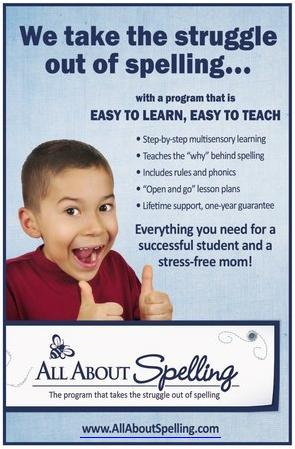 We take the struggle
out of spelling...
with a program that is
EASY TO LEARN, EASY TO TEACH
• Step-by-step multisensory learning
• Teaches the "why" behind spelling
• Includes rules and phonics
• "Open and go" lesson plans
• Lifetime support, one-year guarantee
Everything you need for a
successful student and a
stress-free mom!
ALL ABOUT Spelling
The program that takes the struggle out of spelling
www.AllAboutSpelling.com